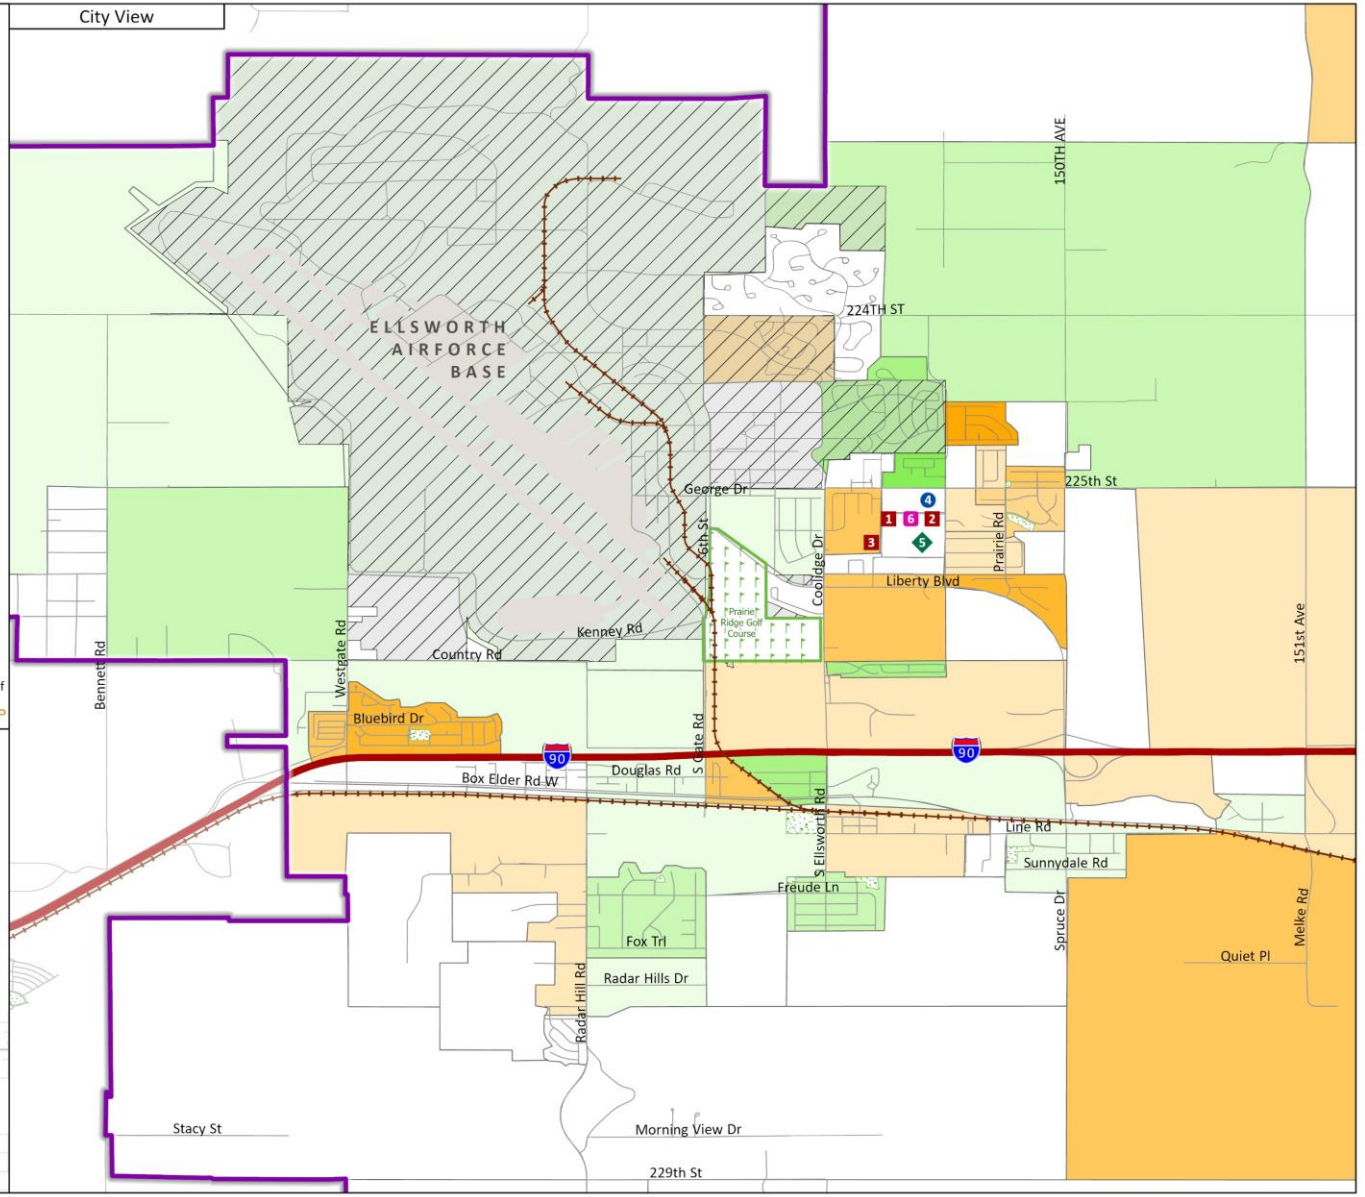 City View
150TH AVE
224TH ST
ELLSWORTH
AIRFORCE
BASE
225th St
George Dr
6th St
4
1
6
2
3
5
Prairie Rd
Coolidge Dr
Liberty Blvd
Prairie
Ridge Golf
Course
Kenney Rd
Country Rd
Westgate Rd
Bennett Rd
151st Ave
f
Bluebird Dr
S Gate Rd
90
90
Douglas Rd
Box Elder Rd W
S Ellsworth Rd
Line Rd
Sunnydale Rd
Freude Ln
Spruce Dr
Melke Rd
Fox Trl
Quiet Pl
Radar Hills Dr
Radar Hill Rd
Stacy St
Morning View Dr
229th St